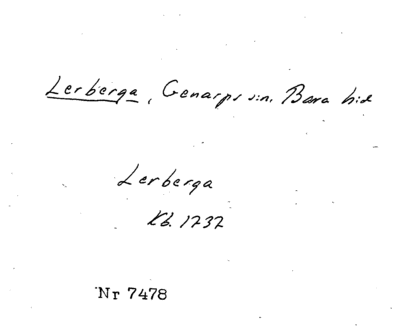 Lerberga, Genarps sn. Bara hd
Lerberga
Kb. 1737
Nr 7478